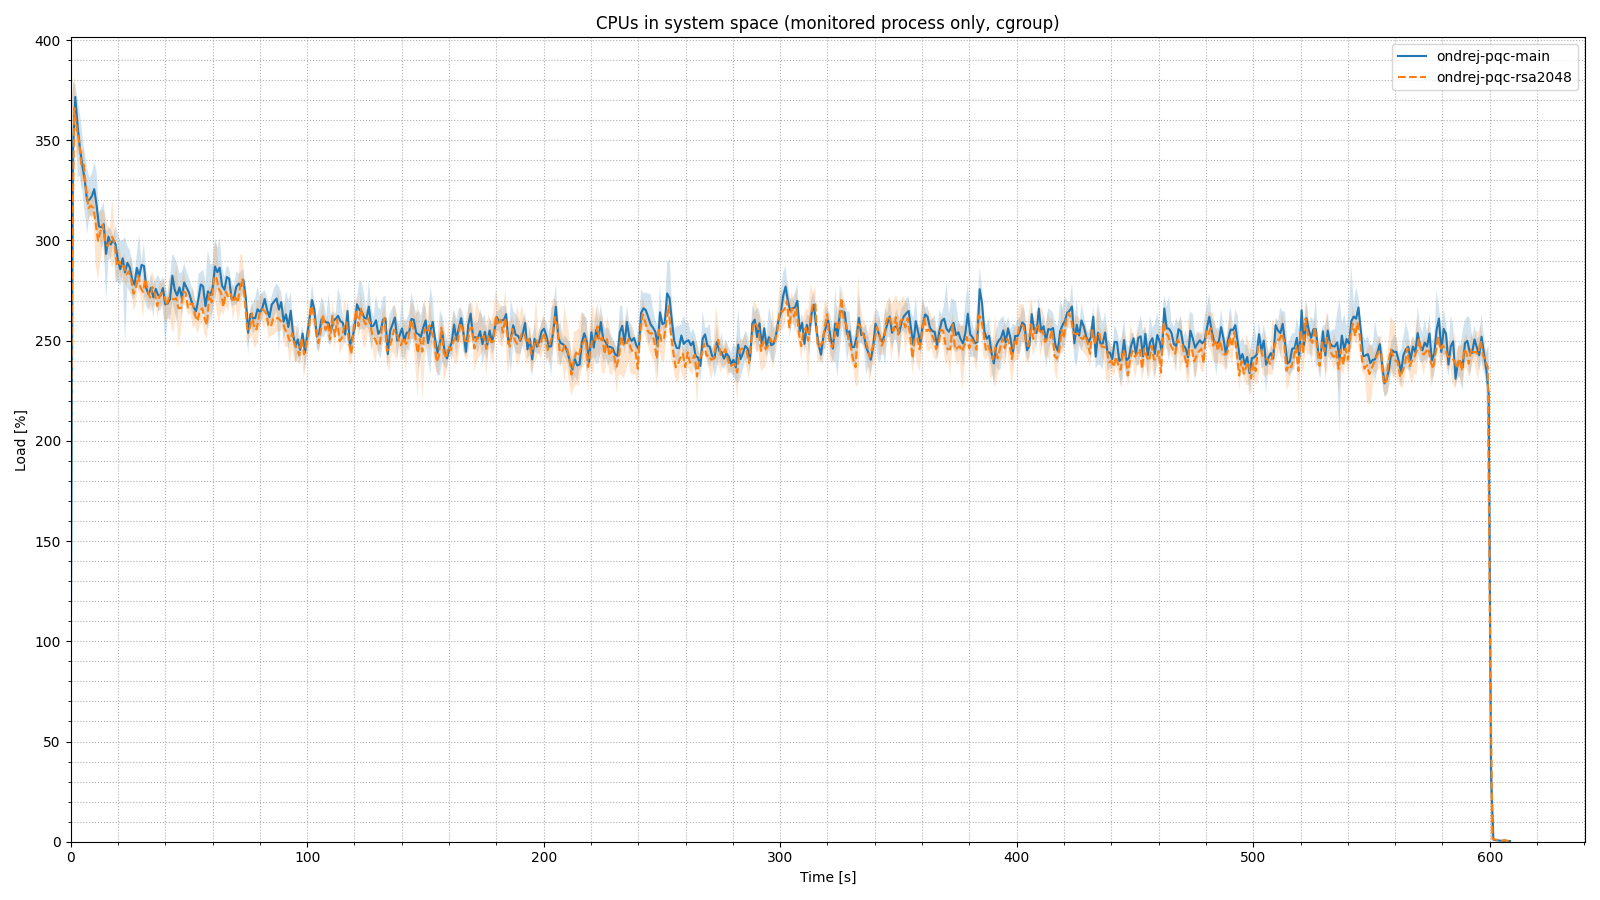 CPUs in system space (monitored process only, cgroup)
ondrej-pqc-main
ondrej-pqc-rsa2048
Load [%]
400
350
300
250
200
150
100
50
0
0 100 200 300 400 500 600
Time [s]